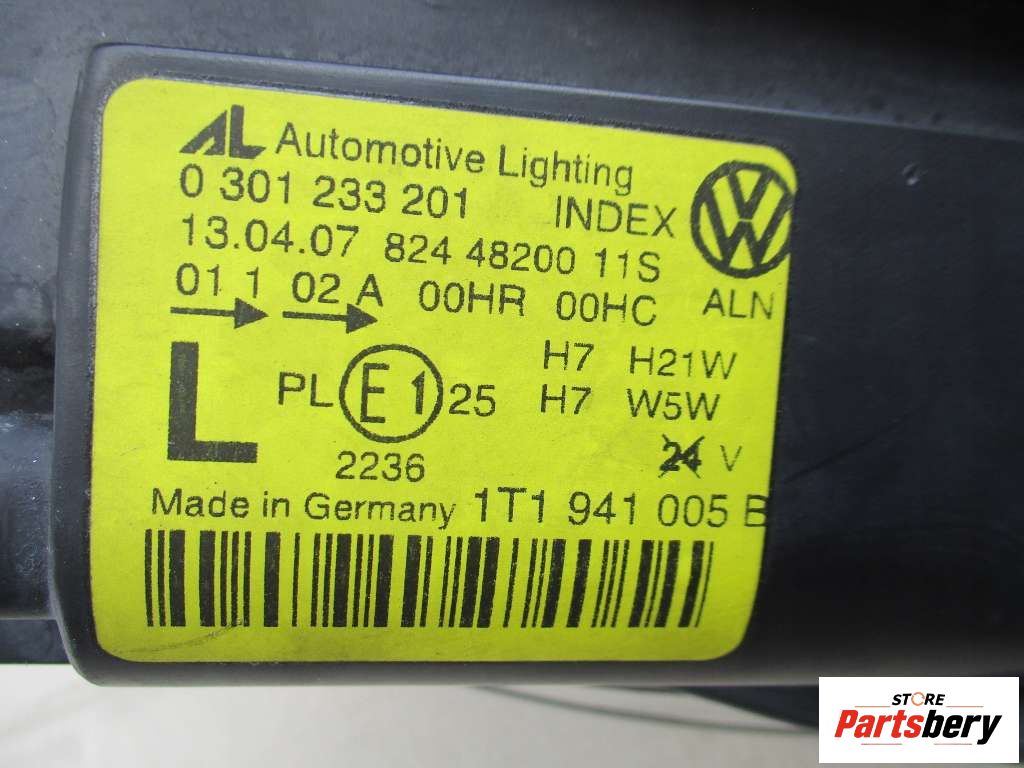 AL Automotive Lighting
0 301 233 201 INDEX
13.04.07 824 48200 11S
01 1 02 A 00HR 00HC ALN
H7 H21W
L PL E1 25 H7 W5W
2236 24 V
Made in Germany 1T1 941 005 B
STORE
Partsbery